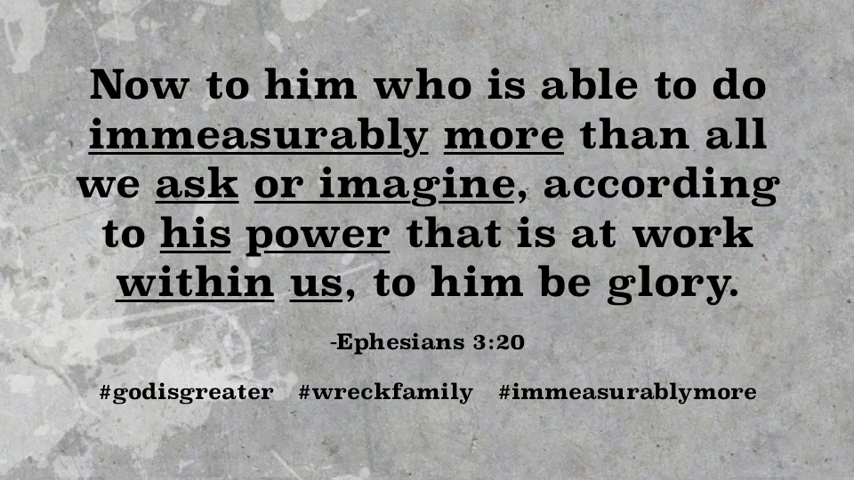 Now to him who is able to do
immeasurably more than all
we ask or imagine, according
to his power that is at work
within us, to him be glory.
-Ephesians 3:20
#godisgreater #wreckfamily #immeasurablymore